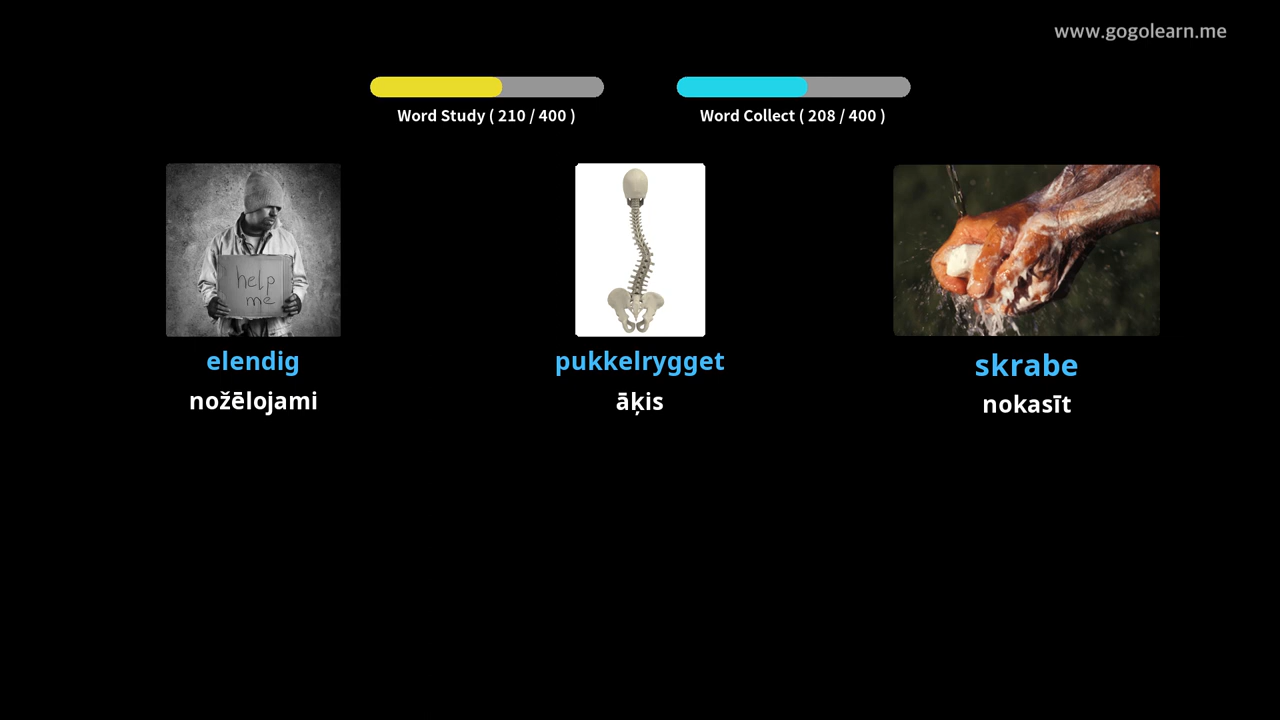 www.gogolearn.me
Word Study ( 210 / 400 )
Word Collect ( 208 / 400 )
help
me
elendig
pukkelrygget
skrabe
nožēlojami
āķis
nokasīt